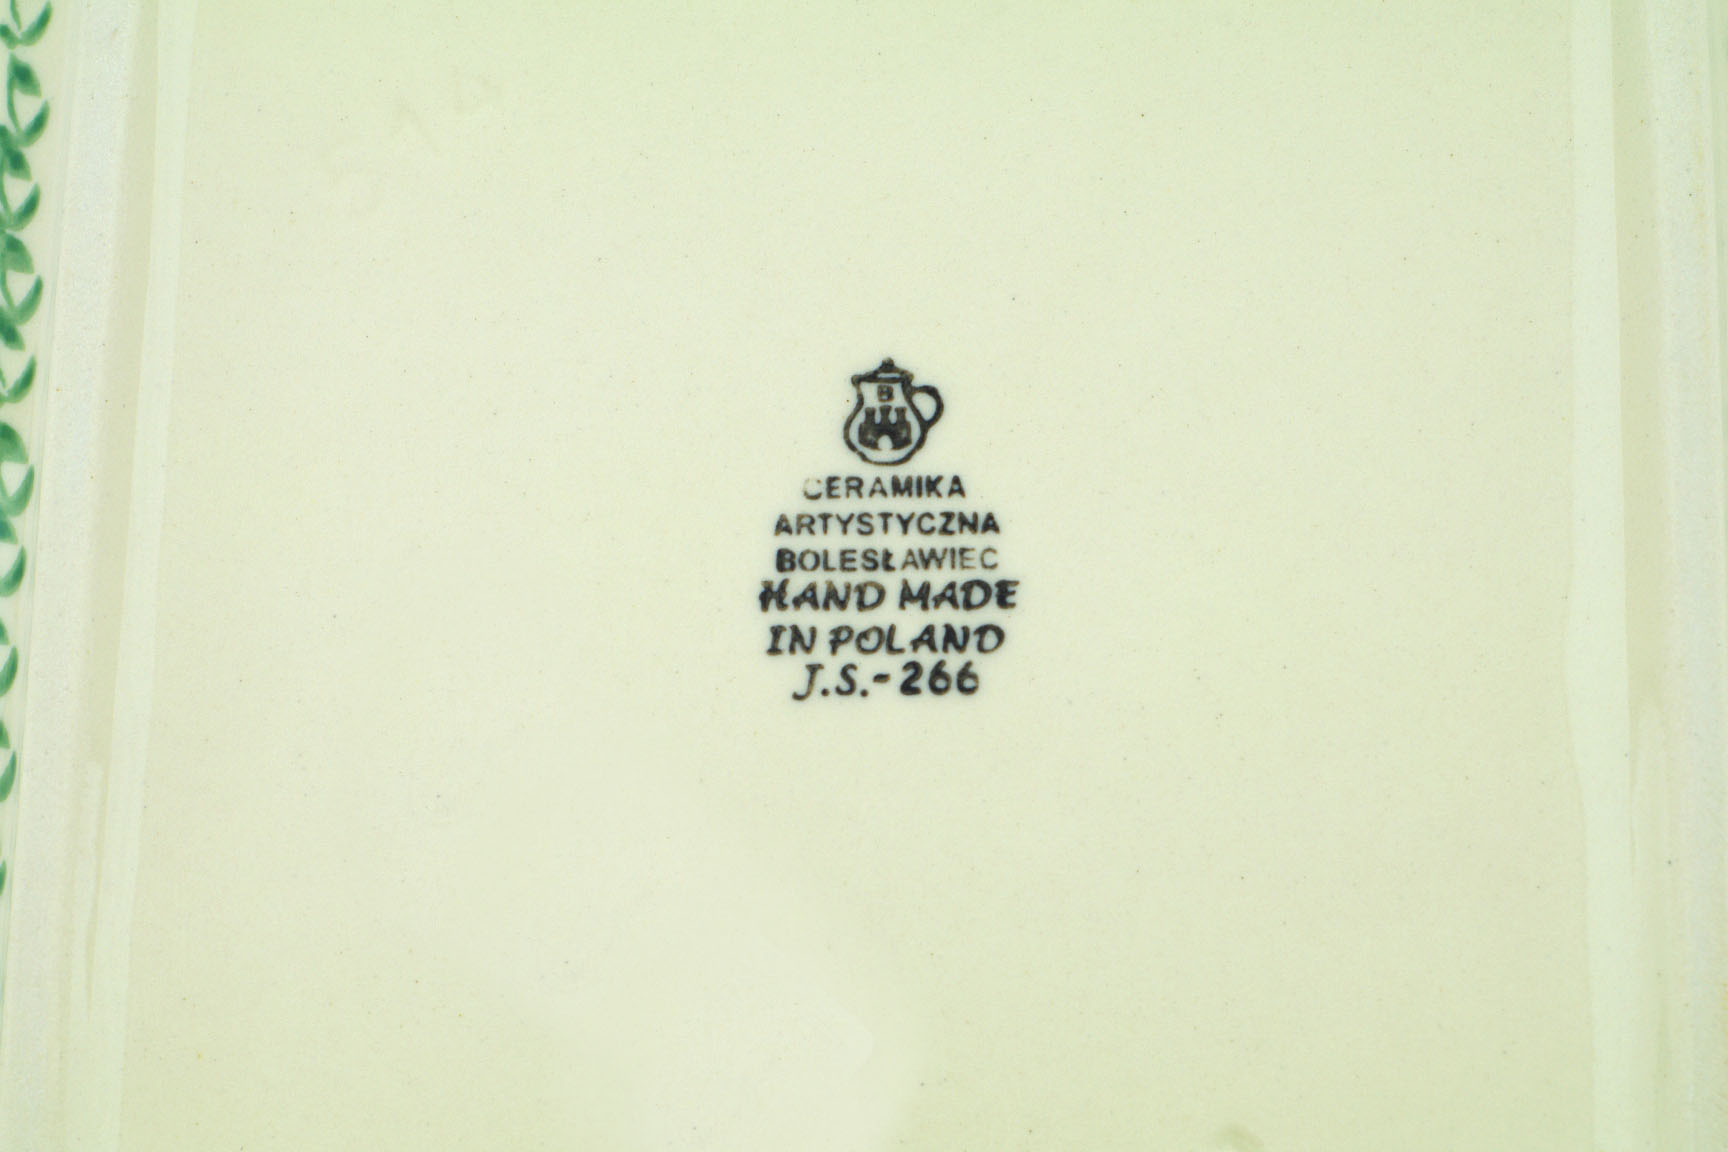 B
CERAMIKA
ARTYSTYCZNA
BOLESŁAWIEC
HAND MADE
IN POLAND
J.S.-266